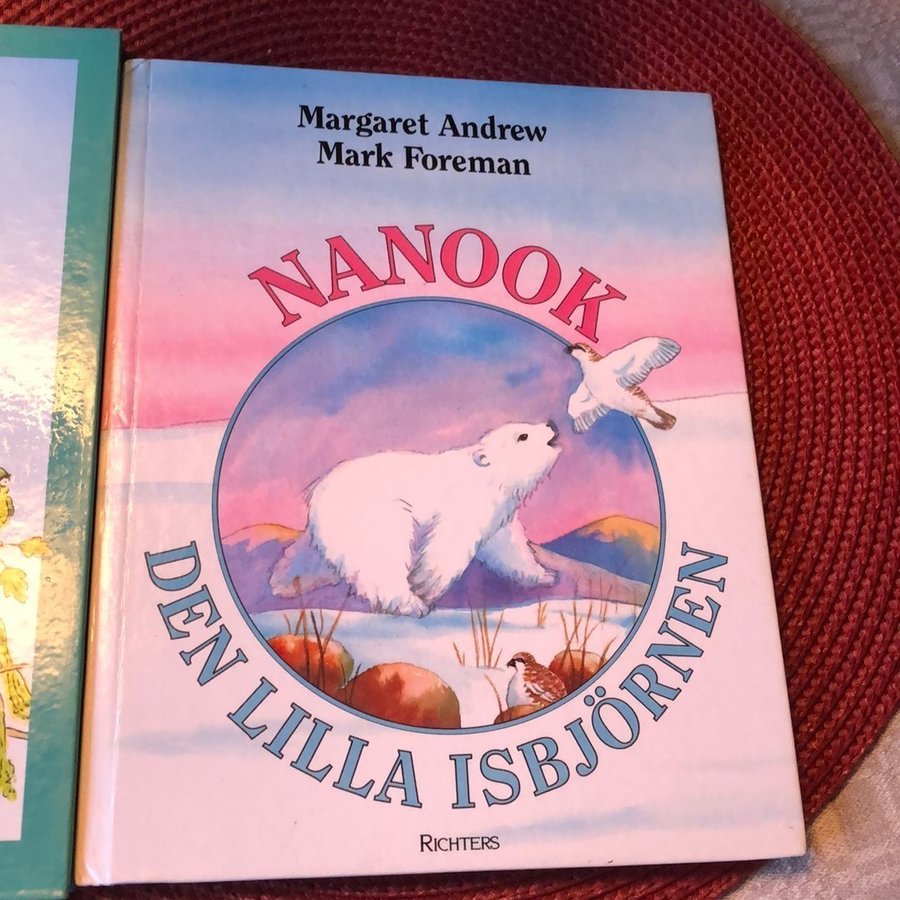 Margaret Andrew
Mark Foreman
NANOOK
DEN LILLA ISBJÖRNEN
RICHTERS